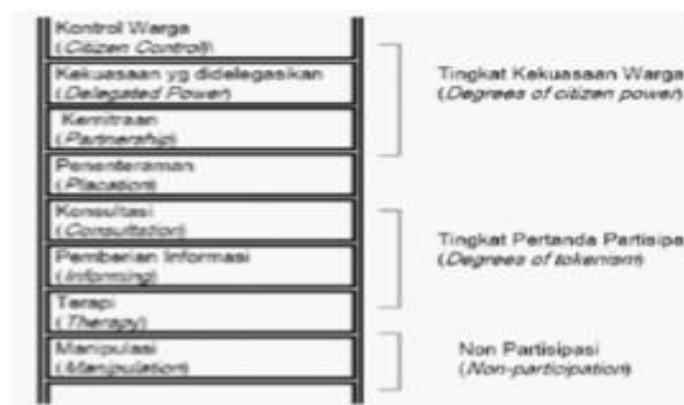 Kontrol Warga
(Citizen Control)
Kekuasaan yg didelegasikan
(Delegated Power)
Kemitraan
(Partnership)
Penenteraman
(Placation)
Konsultasi
(Consultation)
Pemberian Informasi
(Informing)
Terapi
(Therapy)
Manipulasi
(Manipulation)
Tingkat Kekuasaan Warga
(Degrees of citizen power)
Tingkat Pertanda Partisipa
(Degrees of tokenism)
Non Partisipasi
(Non-participation)